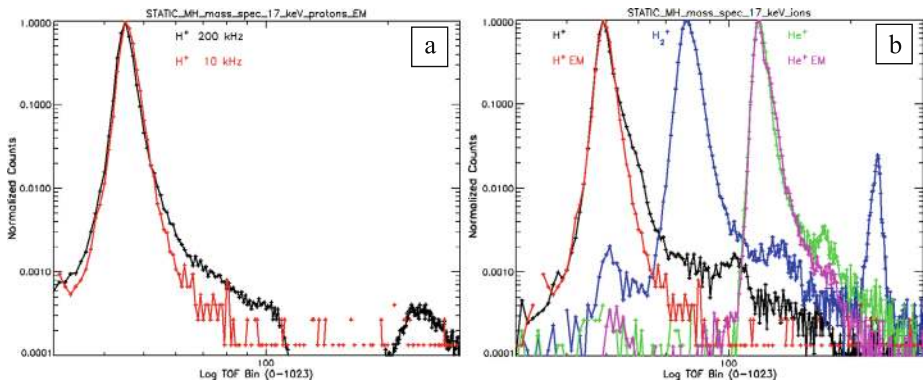 STATIC_MH_mass_spec_17_keV_protons_EM
a
H⁺ 200 kHz
H⁺ 10 kHz
1.0000
0.1000
0.0100
0.0010
0.0001
Normalized Counts
100
Log TOF Bin (0-1023)
STATIC_MH_mass_spec_17_keV_ions
b
H⁺
H₂⁺
He⁺
H⁺ EM
He⁺ EM
1.0000
0.1000
0.0100
0.0010
0.0001
Normalized Counts
100
Log TOF Bin (0-1023)